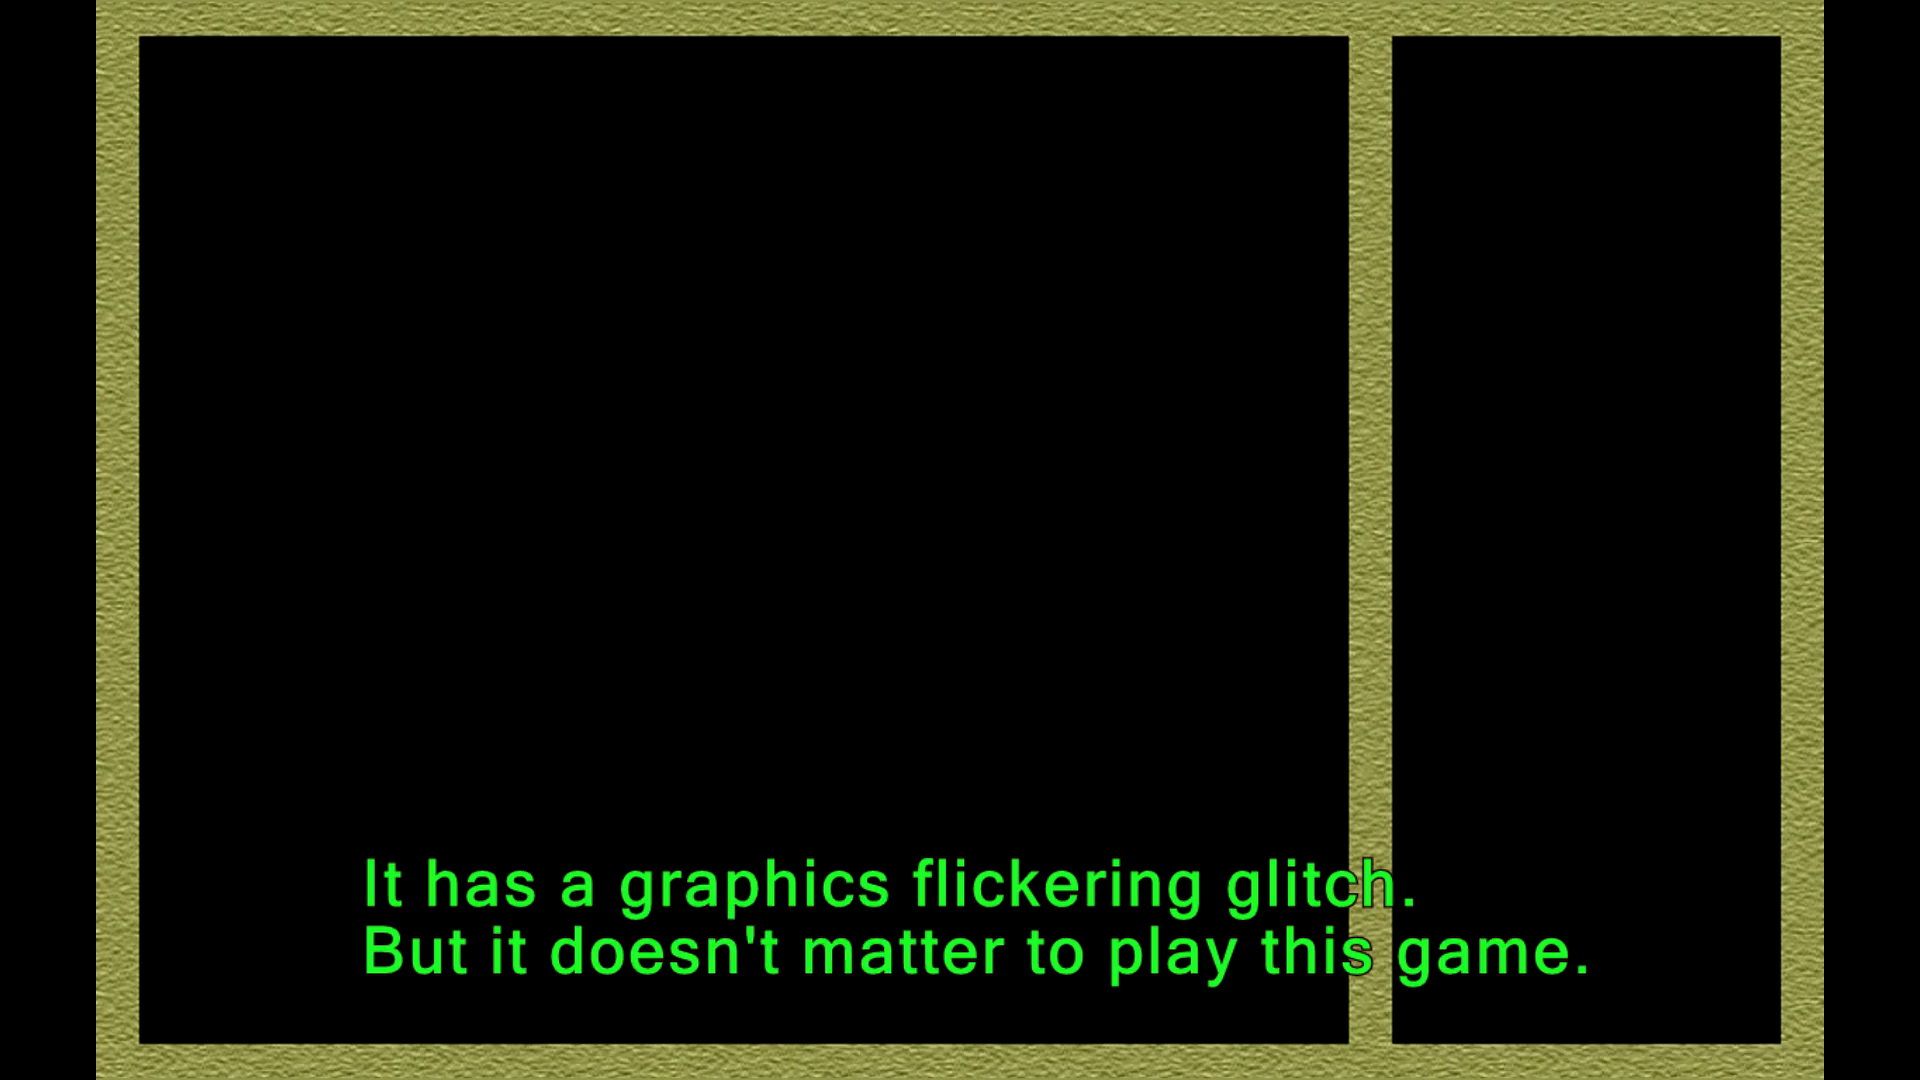 It has a graphics flickering glitch.
But it doesn't matter to play this game.